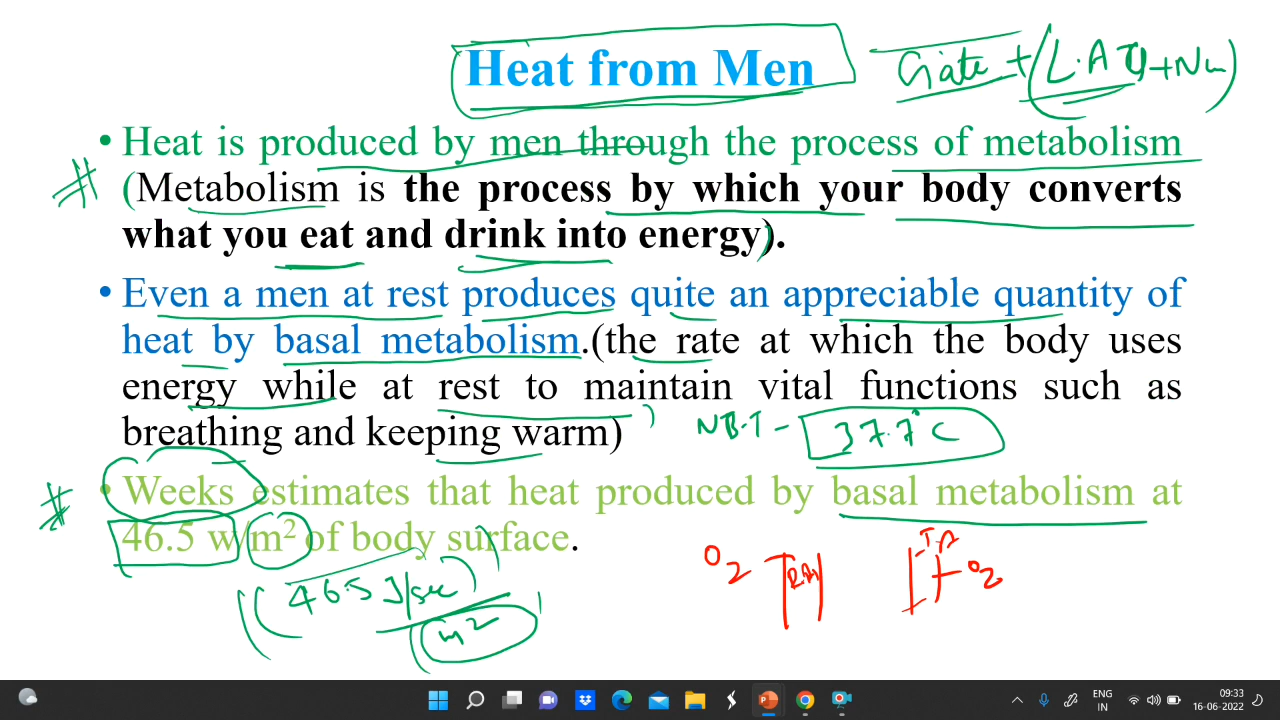 Heat from Men
Gate + (L.A
• Heat is produced by men through the process of metabolism
(Metabolism is the process by which your body converts
what you eat and drink into energy).
• Even a men at rest produces quite an appreciable quantity of
heat by basal metabolism.(the rate at which the body uses
energy while at rest to maintain vital functions such as
breathing and keeping warm)
NB.T - 37.7°C
• Weeks estimates that heat produced by basal metabolism at
46.5 w/m² of body surface.
46.5 J/sec
m²
O2
O2
ENG
IN
09:33
16-06-2022